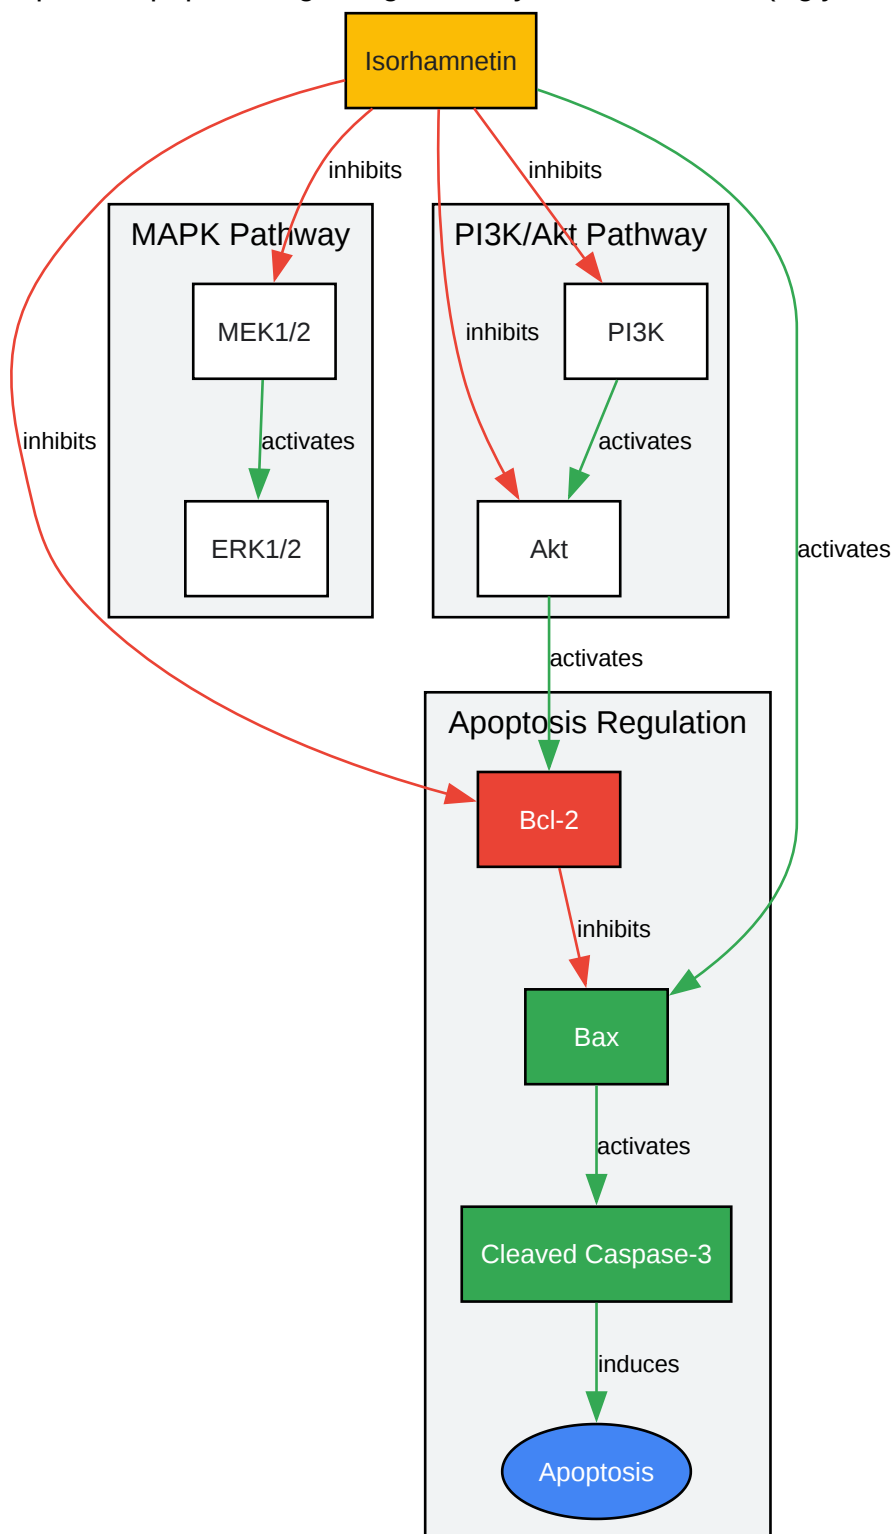 Isorhamnetin
inhibits
inhibits
MAPK Pathway
PI3K/Akt Pathway
MEK1/2
inhibits
PI3K
inhibits
activates
activates
ERK1/2
Akt
activates
activates
Apoptosis Regulation
Bcl-2
inhibits
Bax
activates
Cleaved Caspase-3
induces
Apoptosis